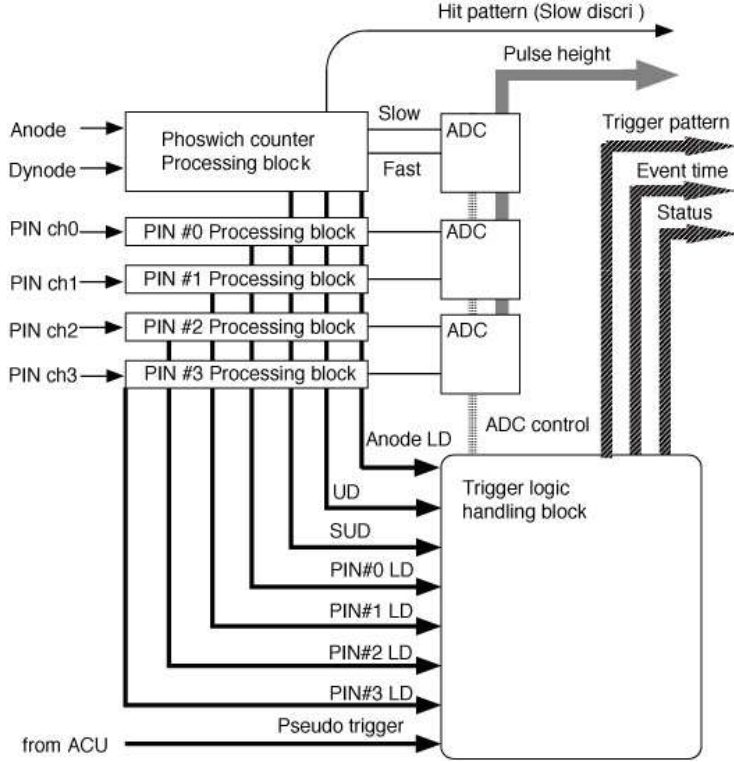 Hit pattern (Slow discri )
Pulse height
Anode
Dynode
Phoswich counter
Processing block
Slow
Fast
ADC
Trigger pattern
Event time
Status
PIN ch0
PIN #0 Processing block
ADC
PIN ch1
PIN #1 Processing block
PIN ch2
PIN #2 Processing block
ADC
PIN ch3
PIN #3 Processing block
ADC control
Anode LD
UD
SUD
PIN#0 LD
PIN#1 LD
PIN#2 LD
PIN#3 LD
Trigger logic
handling block
from ACU
Pseudo trigger